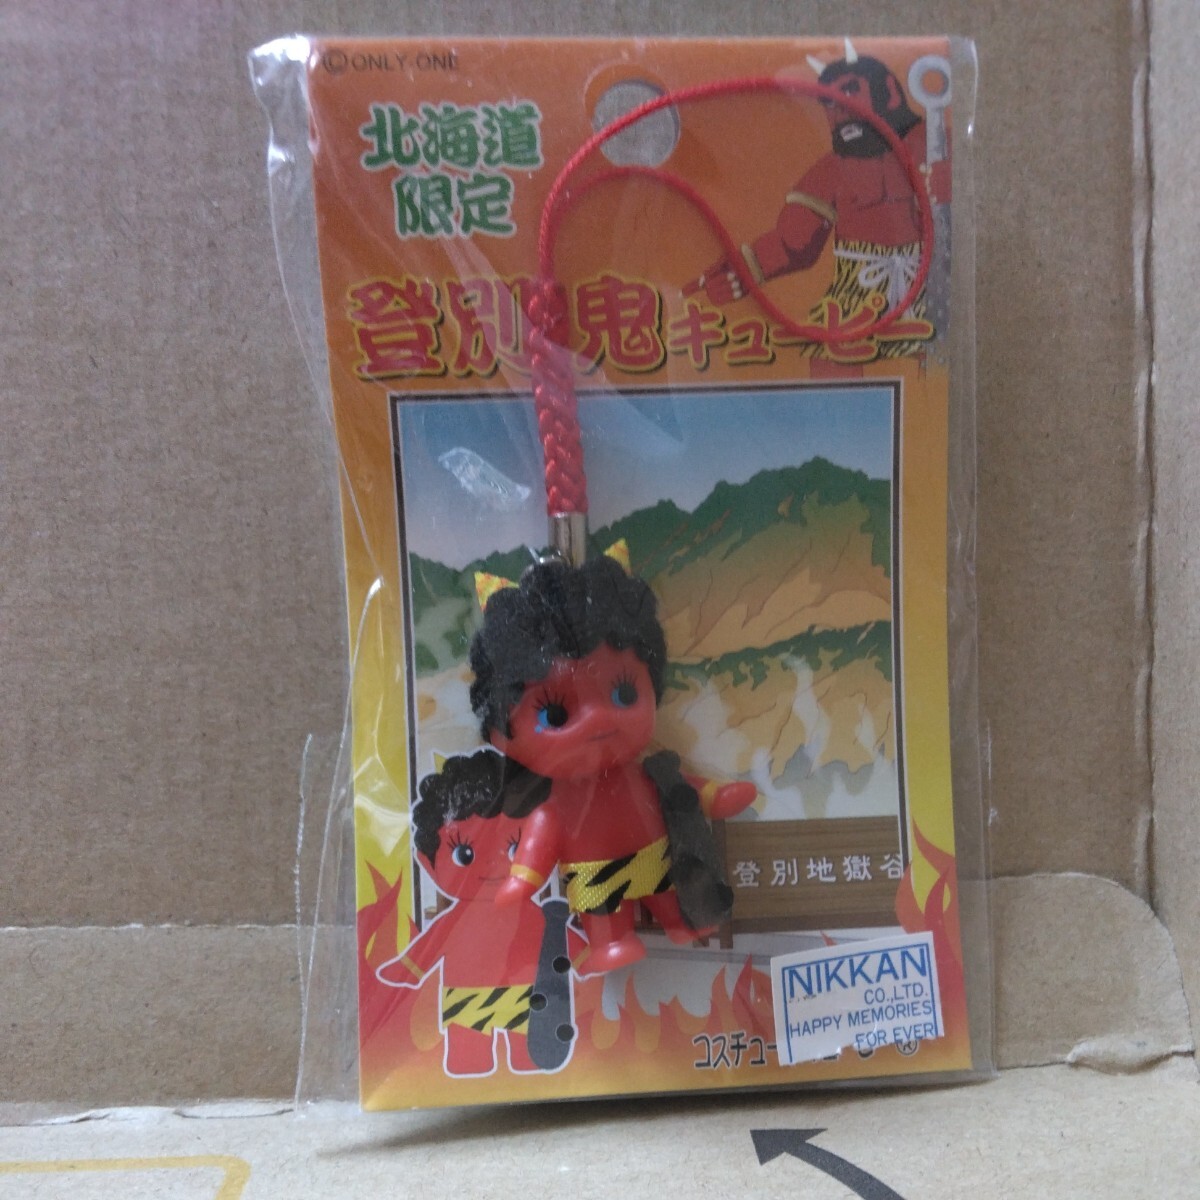 ©ONLY-ONE
北海道
限定
登別 鬼 キューピー
登別地獄谷
NIKKAN
CO.,LTD.
HAPPY MEMORIES
FOR EVER
コスチュー
®